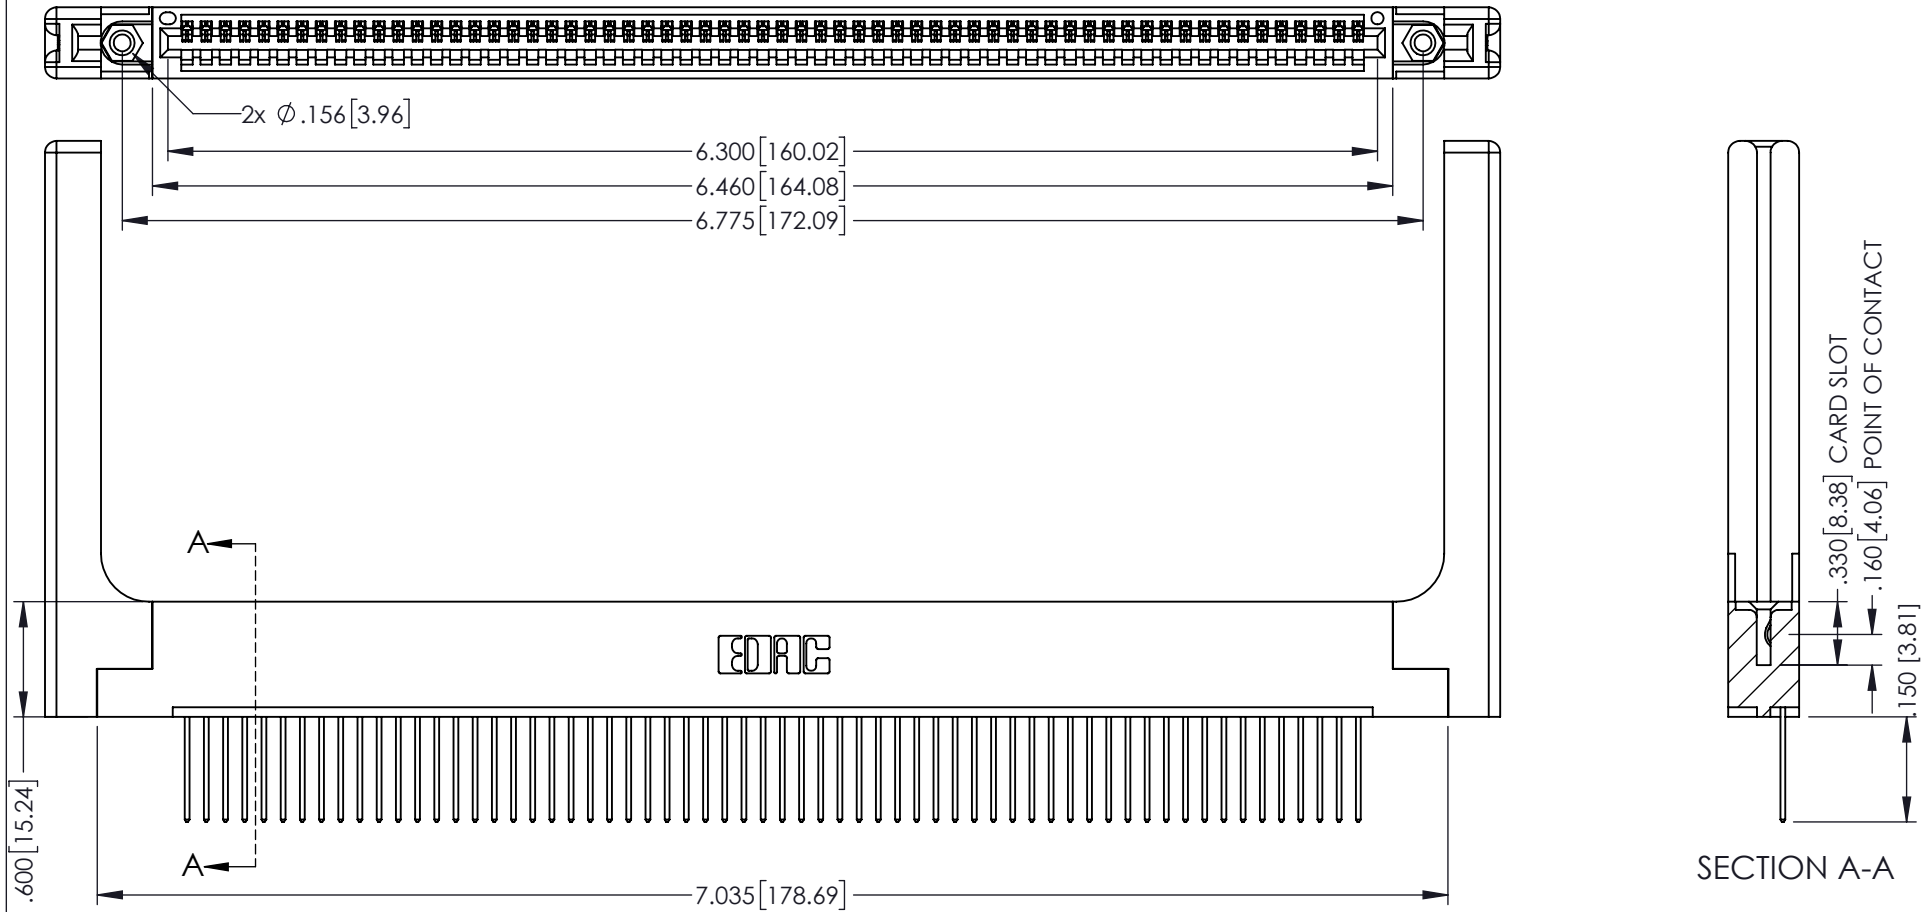 2x Ø.156[3.96]
6.300[160.02]
6.460[164.08]
6.775[172.09]
.330[8.38] CARD SLOT
.160[4.06] POINT OF CONTACT
.150 [3.81]
A
EDAC
.600[15.24]
A
7.035[178.69]
SECTION A-A